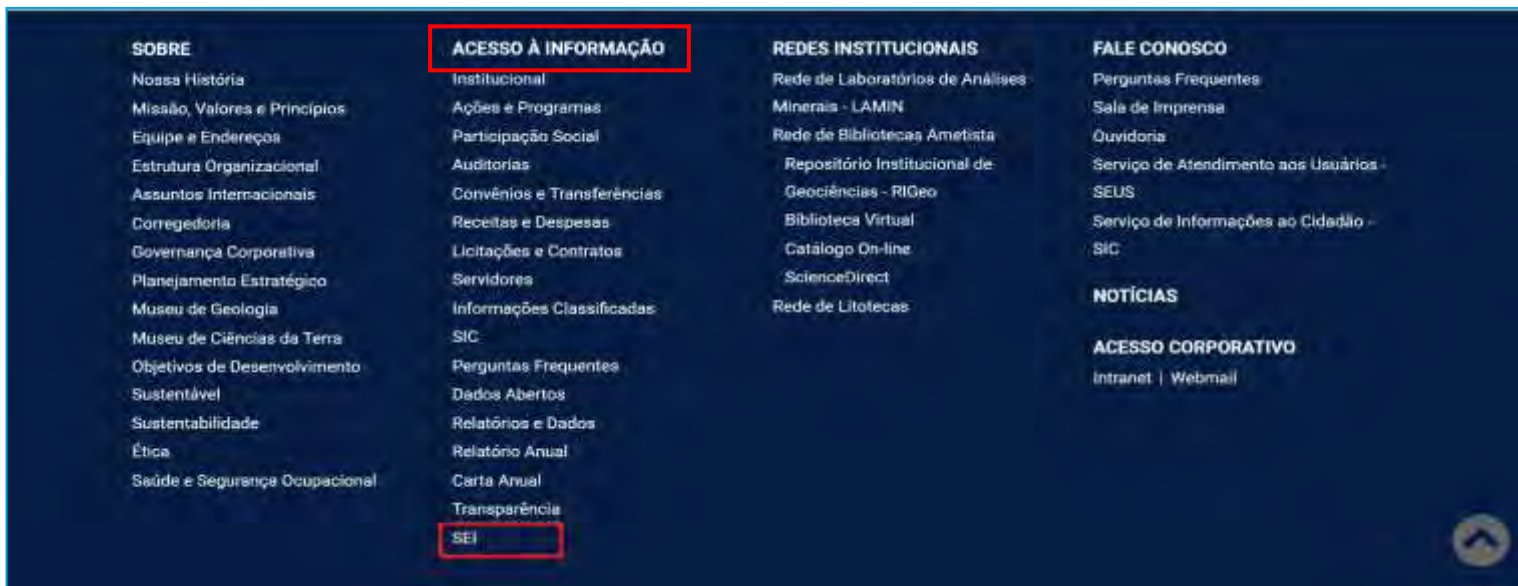 SOBRE
Nossa História
Missão, Valores e Princípios
Equipe e Endereços
Estrutura Organizacional
Assuntos Internacionais
Corregedoria
Governança Corporativa
Planejamento Estratégico
Museu de Geologia
Museu de Ciências da Terra
Objetivos de Desenvolvimento
Sustentável
Sustentabilidade
Ética
Saúde e Segurança Ocupacional
ACESSO À INFORMAÇÃO
Institucional
Ações e Programas
Participação Social
Auditorias
Convênios e Transferências
Receitas e Despesas
Licitações e Contratos
Servidores
Informações Classificadas
SIC
Perguntas Frequentes
Dados Abertos
Relatórios e Dados
Relatório Anual
Carta Anual
Transparência
SEI
REDES INSTITUCIONAIS
Rede de Laboratórios de Análises
Minerais - LAMIN
Rede de Bibliotecas Ametista
Repositório Institucional de
Geociências - RIGeo
Biblioteca Virtual
Catálogo On-line
ScienceDirect
Rede de Litotecas
FALE CONOSCO
Perguntas Frequentes
Sala de Imprensa
Ouvidoria
Serviço de Atendimento aos Usuários -
SEUS
Serviço de Informações ao Cidadão -
SIC
NOTÍCIAS
ACESSO CORPORATIVO
Intranet | Webmail